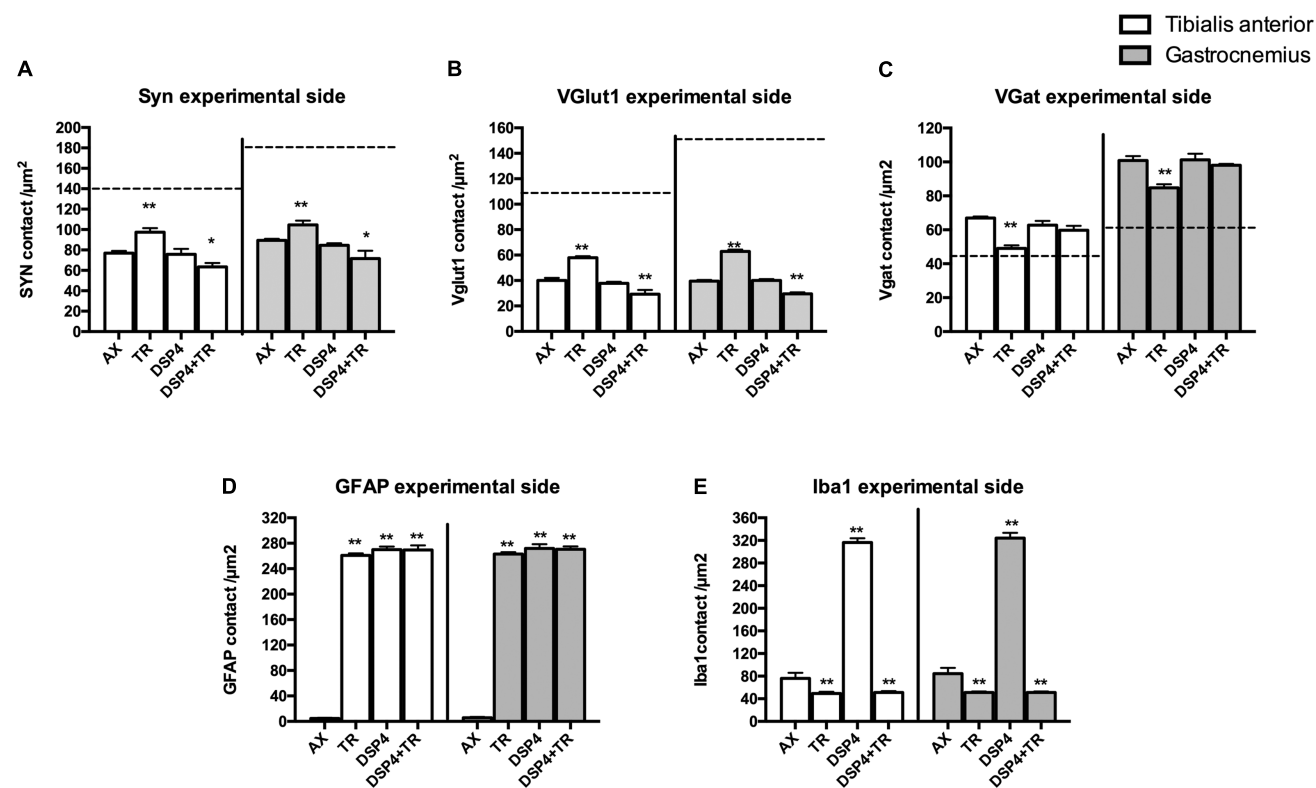 Tibialis anterior
Gastrocnemius
A
Syn experimental side
SYN contact /µm2
200
180
160
140
120
100
80
60
40
20
0
**
*
**
*
AX
TR
DSP4
DSP4+TR
AX
TR
DSP4
DSP4+TR
B
VGlut1 experimental side
Vglut1 contact /µm2
160
140
120
100
80
60
40
20
0
**
**
**
**
AX
TR
DSP4
DSP4+TR
AX
TR
DSP4
DSP4+TR
C
VGat experimental side
Vgat contact /µm2
120
100
80
60
40
20
0
**
**
AX
TR
DSP4
DSP4+TR
AX
TR
DSP4
DSP4+TR
D
GFAP experimental side
GFAP contact /µm2
320
280
240
200
160
120
80
40
0
**
**
**
**
**
**
AX
TR
DSP4
DSP4+TR
AX
TR
DSP4
DSP4+TR
E
Iba1 experimental side
Iba1contact /µm2
360
320
280
240
200
160
120
80
40
0
**
**
**
**
**
**
AX
TR
DSP4
DSP4+TR
AX
TR
DSP4
DSP4+TR